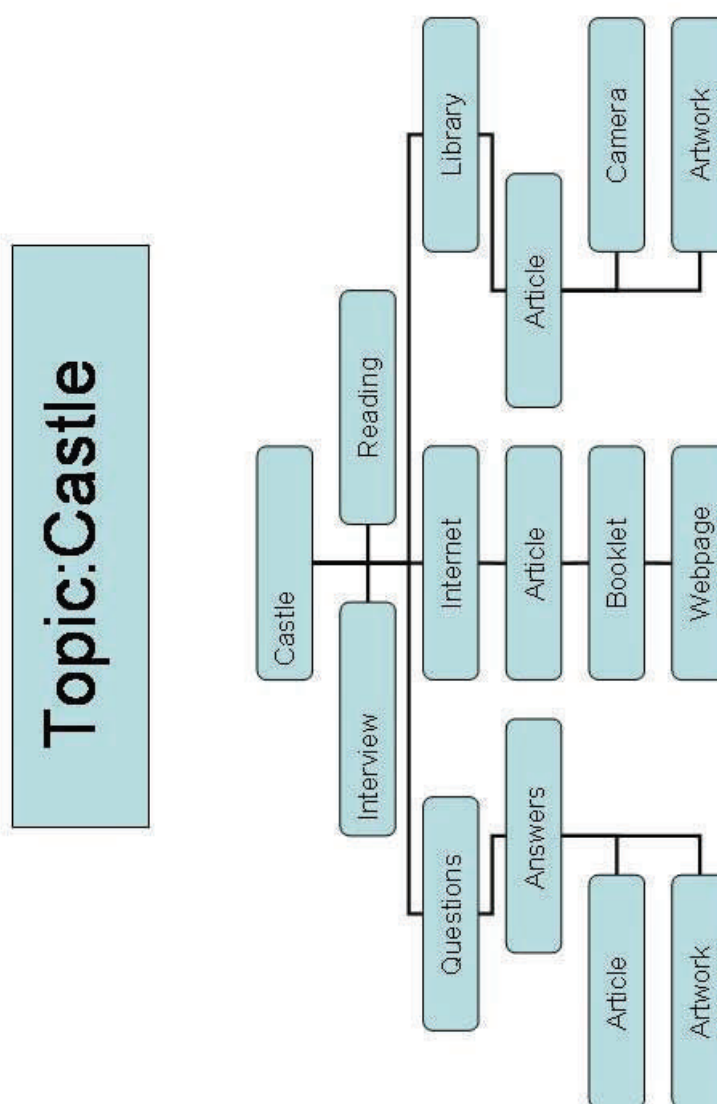 Topic:Castle
Castle
Interview
Reading
Questions
Internet
Library
Answers
Article
Article
Article
Booklet
Camera
Artwork
Webpage
Artwork